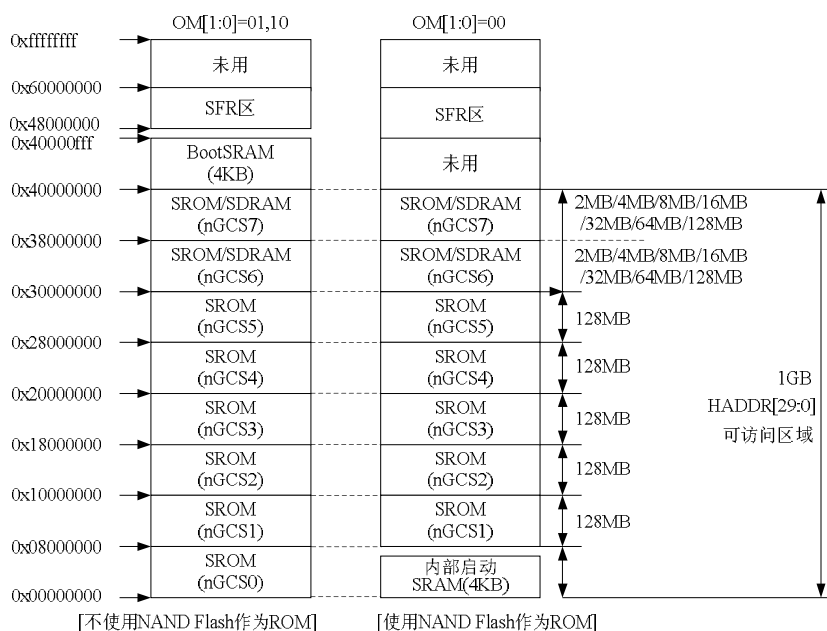 OM[1:0]=01,10
OM[1:0]=00
0xffffffff
未用
未用
0x60000000
SFR区
SFR区
0x48000000
0x40000fff
BootSRAM
(4KB)
未用
0x40000000
SROM/SDRAM
(nGCS7)
SROM/SDRAM
(nGCS7)
2MB/4MB/8MB/16MB
/32MB/64MB/128MB
0x38000000
SROM/SDRAM
(nGCS6)
SROM/SDRAM
(nGCS6)
2MB/4MB/8MB/16MB
/32MB/64MB/128MB
0x30000000
SROM
(nGCS5)
SROM
(nGCS5)
128MB
0x28000000
SROM
(nGCS4)
SROM
(nGCS4)
128MB
0x20000000
1GB
HADDR[29:0]
可访问区域
SROM
(nGCS3)
SROM
(nGCS3)
128MB
0x18000000
SROM
(nGCS2)
SROM
(nGCS2)
128MB
0x10000000
SROM
(nGCS1)
SROM
(nGCS1)
128MB
0x08000000
SROM
(nGCS0)
内部启动
SRAM(4KB)
0x00000000
[不使用NAND Flash作为ROM]
[使用NAND Flash作为ROM]